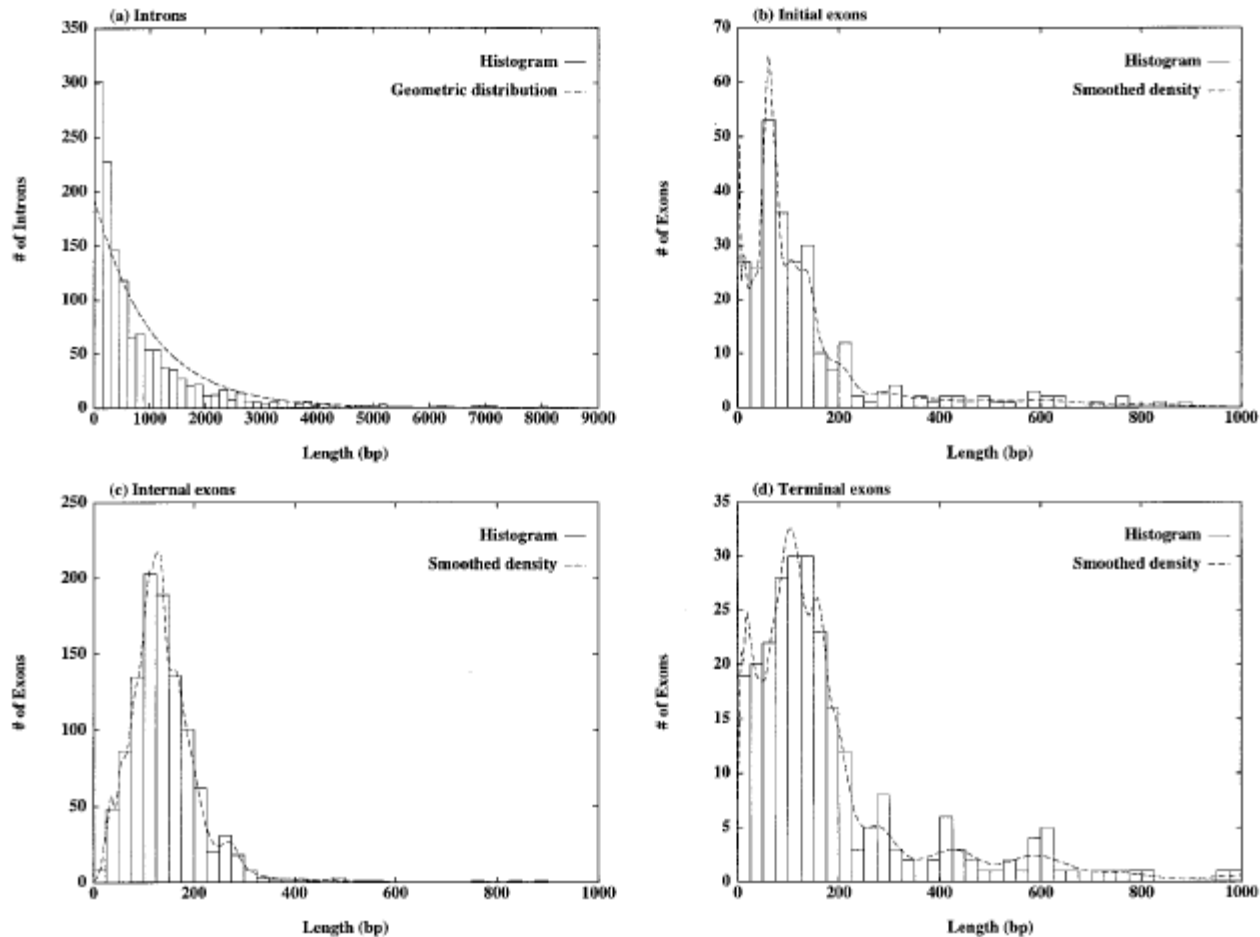 (a) Introns
350
300
250
200
150
100
50
0
# of Introns
Histogram
Geometric distribution
0 1000 2000 3000 4000 5000 6000 7000 8000 9000
Length (bp)
(b) Initial exons
70
60
50
40
30
20
10
0
# of Exons
Histogram
Smoothed density
0 200 400 600 800 1000
Length (bp)
(c) Internal exons
250
200
150
100
50
0
# of Exons
Histogram
Smoothed density
0 200 400 600 800 1000
Length (bp)
(d) Terminal exons
35
30
25
20
15
10
5
0
# of Exons
Histogram
Smoothed density
0 200 400 600 800 1000
Length (bp)